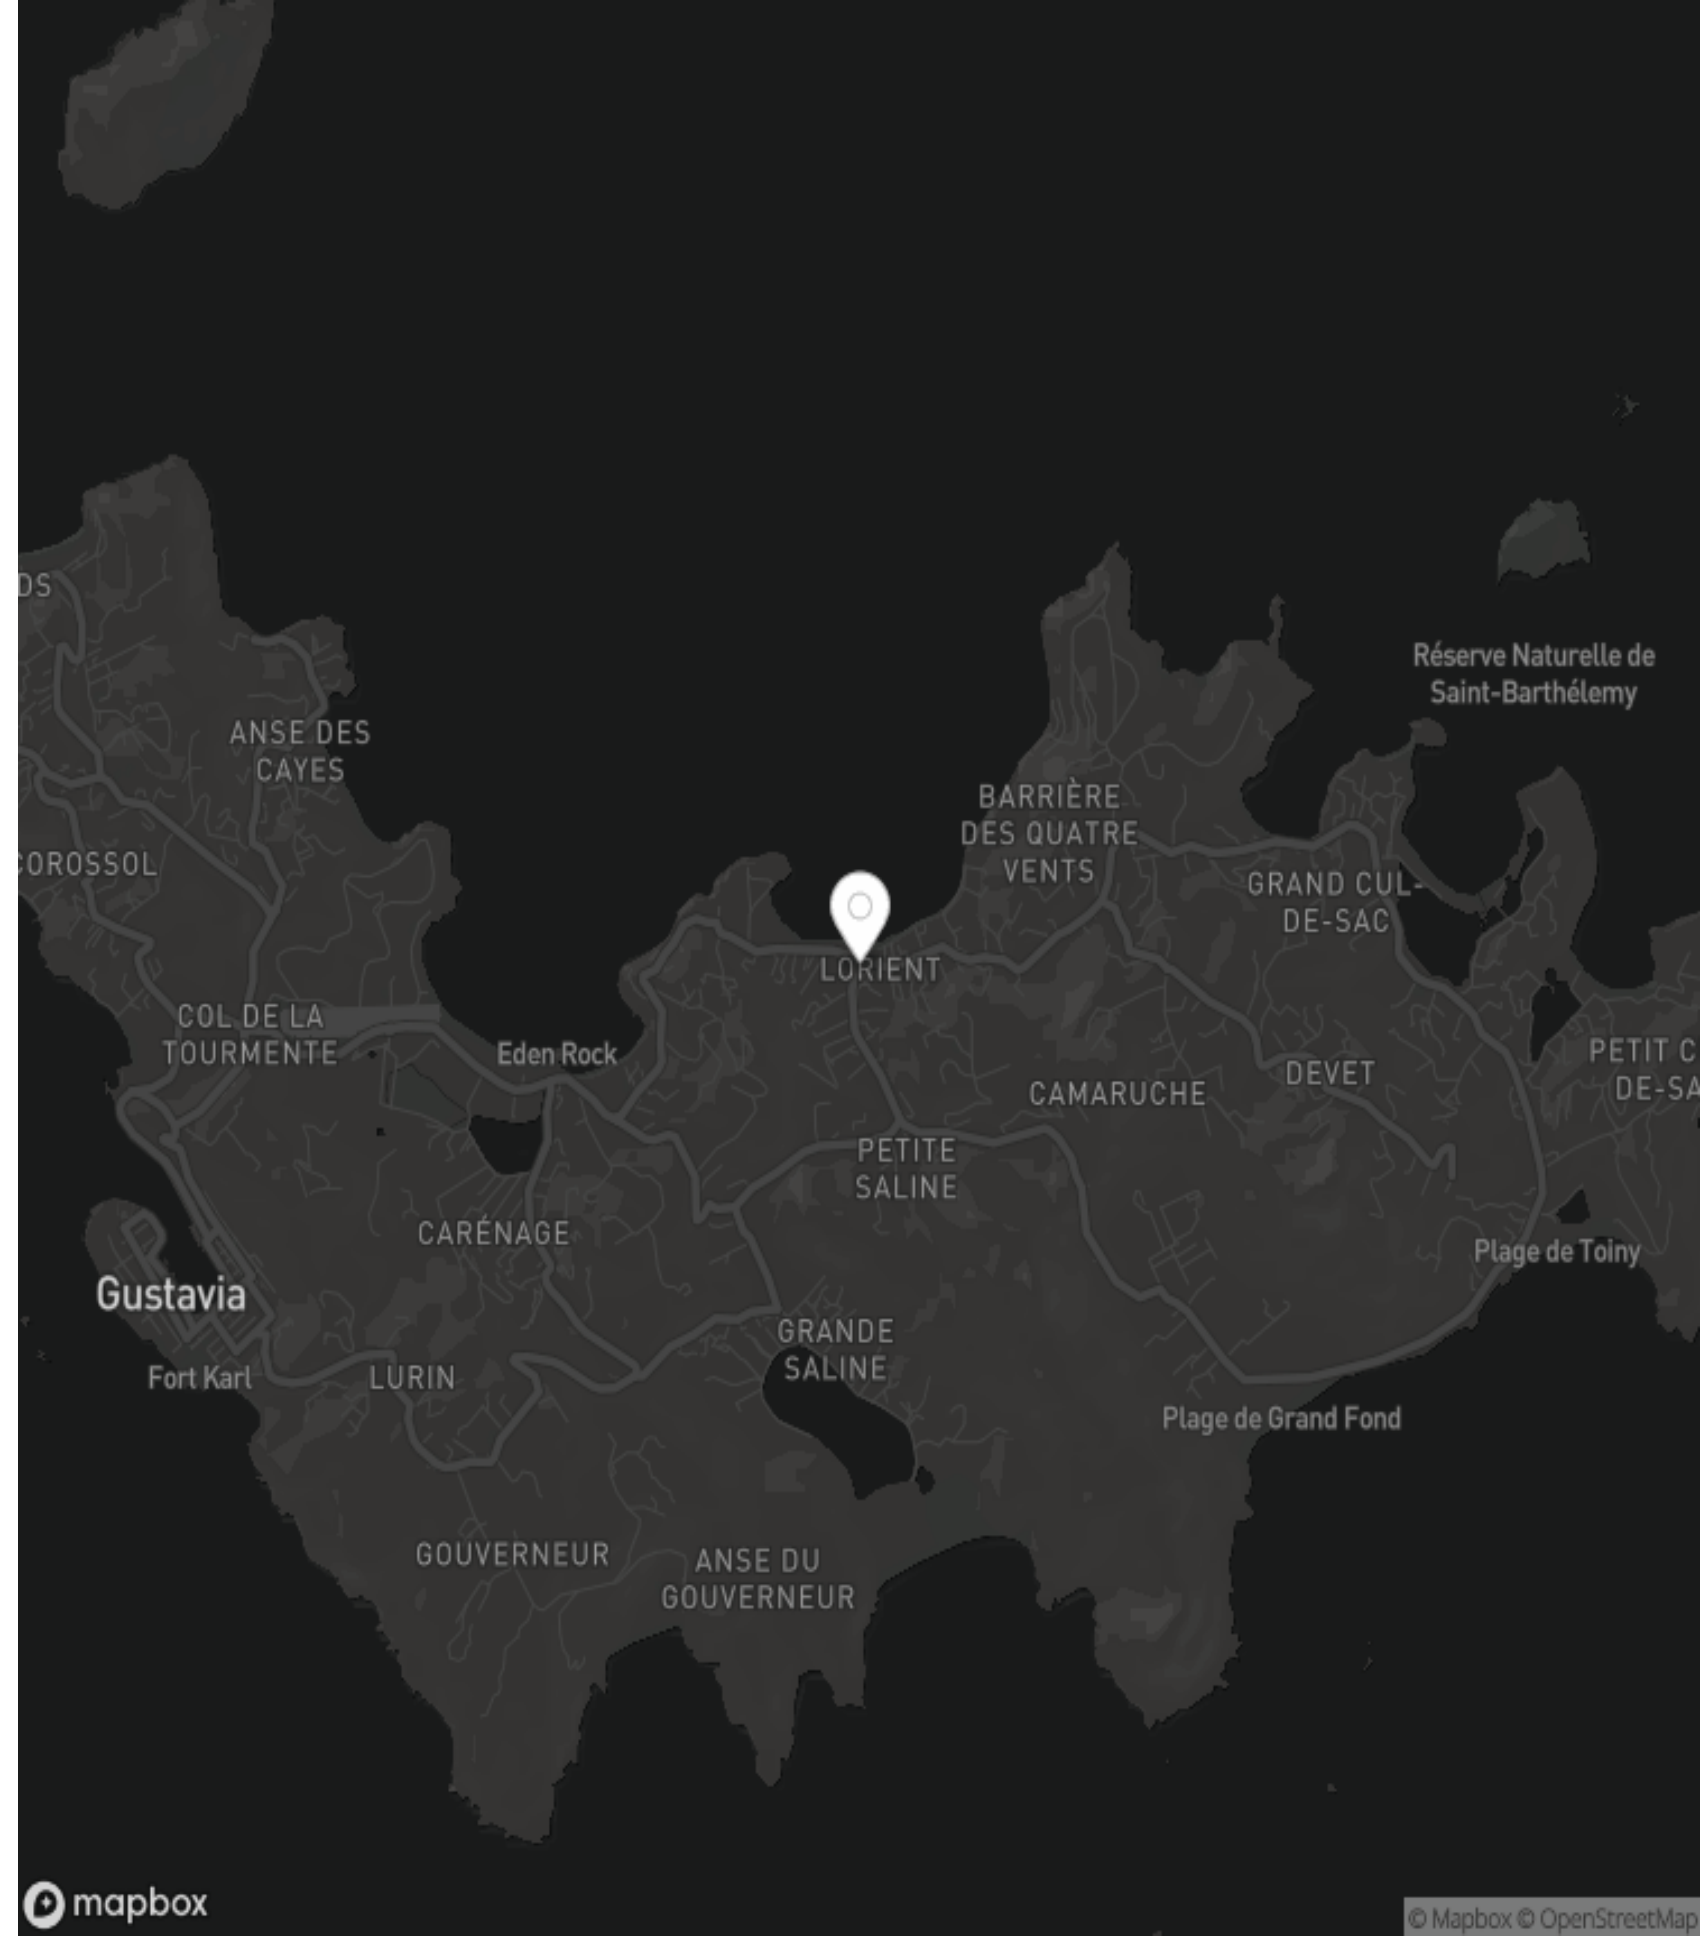 DS
Réserve Naturelle de
Saint-Barthélemy
ANSE DES
CAYES
BARRIÈRE
DES QUATRE
VENTS
COROSSOL
GRAND CUL-
DE-SAC
LORIENT
COL DE LA
TOURMENTE
Eden Rock
PETIT C
DE-SA
DEVET
CAMARUCHE
PETITE
SALINE
CARÉNAGE
Plage de Toiny
Gustavia
GRANDE
SALINE
Fort Karl
LURIN
Plage de Grand Fond
GOUVERNEUR
ANSE DU
GOUVERNEUR
mapbox
© Mapbox © OpenStreetMap